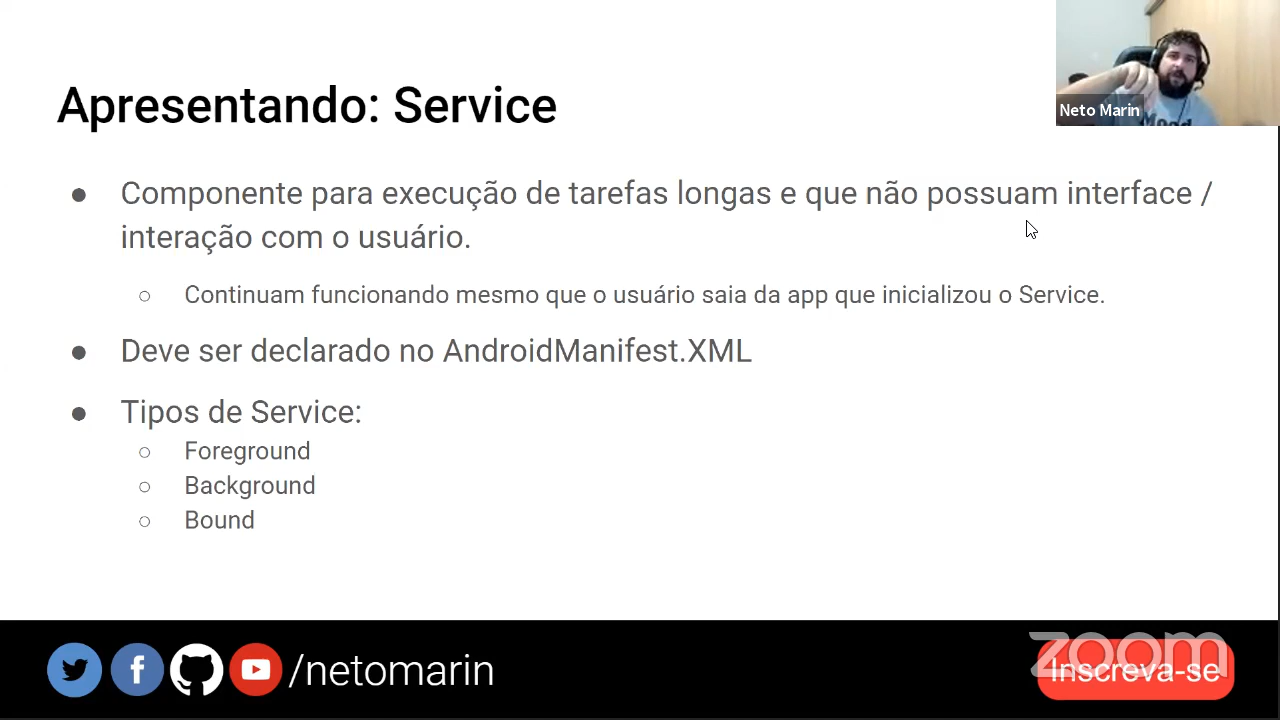 Apresentando: Service
Neto Marin
● Componente para execução de tarefas longas e que não possuam interface /
interação com o usuário.
○ Continuam funcionando mesmo que o usuário saia da app que inicializou o Service.
● Deve ser declarado no AndroidManifest.XML
● Tipos de Service:
○ Foreground
○ Background
○ Bound
/netomarin
zoom
Inscreva-se